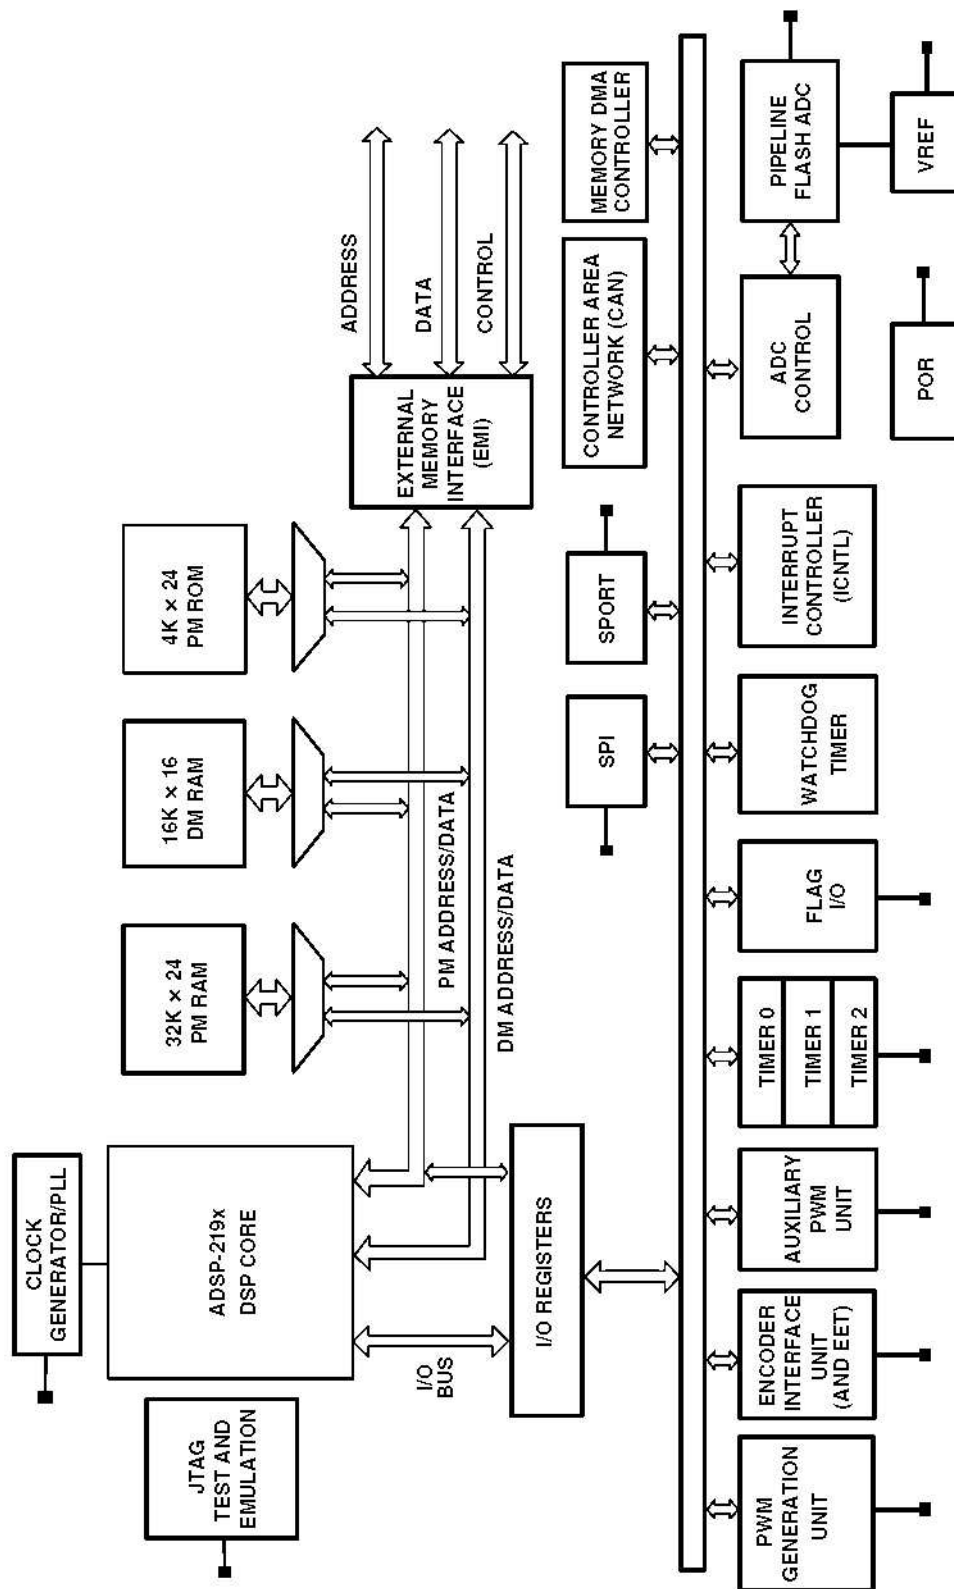 CLOCK
GENERATOR/PLL
JTAG
TEST AND
EMULATION
ADSP-219x
DSP CORE
32K × 24
PM RAM
16K × 16
DM RAM
4K × 24
PM ROM
PM ADDRESS/DATA
DM ADDRESS/DATA
EXTERNAL
MEMORY
INTERFACE
(EMI)
ADDRESS
DATA
CONTROL
I/O
BUS
I/O REGISTERS
SPI
SPORT
CONTROLLER AREA
NETWORK (CAN)
MEMORY DMA
CONTROLLER
PWM
GENERATION
UNIT
ENCODER
INTERFACE
UNIT
(AND EET)
AUXILIARY
PWM
UNIT
TIMER 0
TIMER 1
TIMER 2
FLAG
I/O
WATCHDOG
TIMER
INTERRUPT
CONTROLLER
(ICNTL)
ADC
CONTROL
PIPELINE
FLASH ADC
POR
VREF